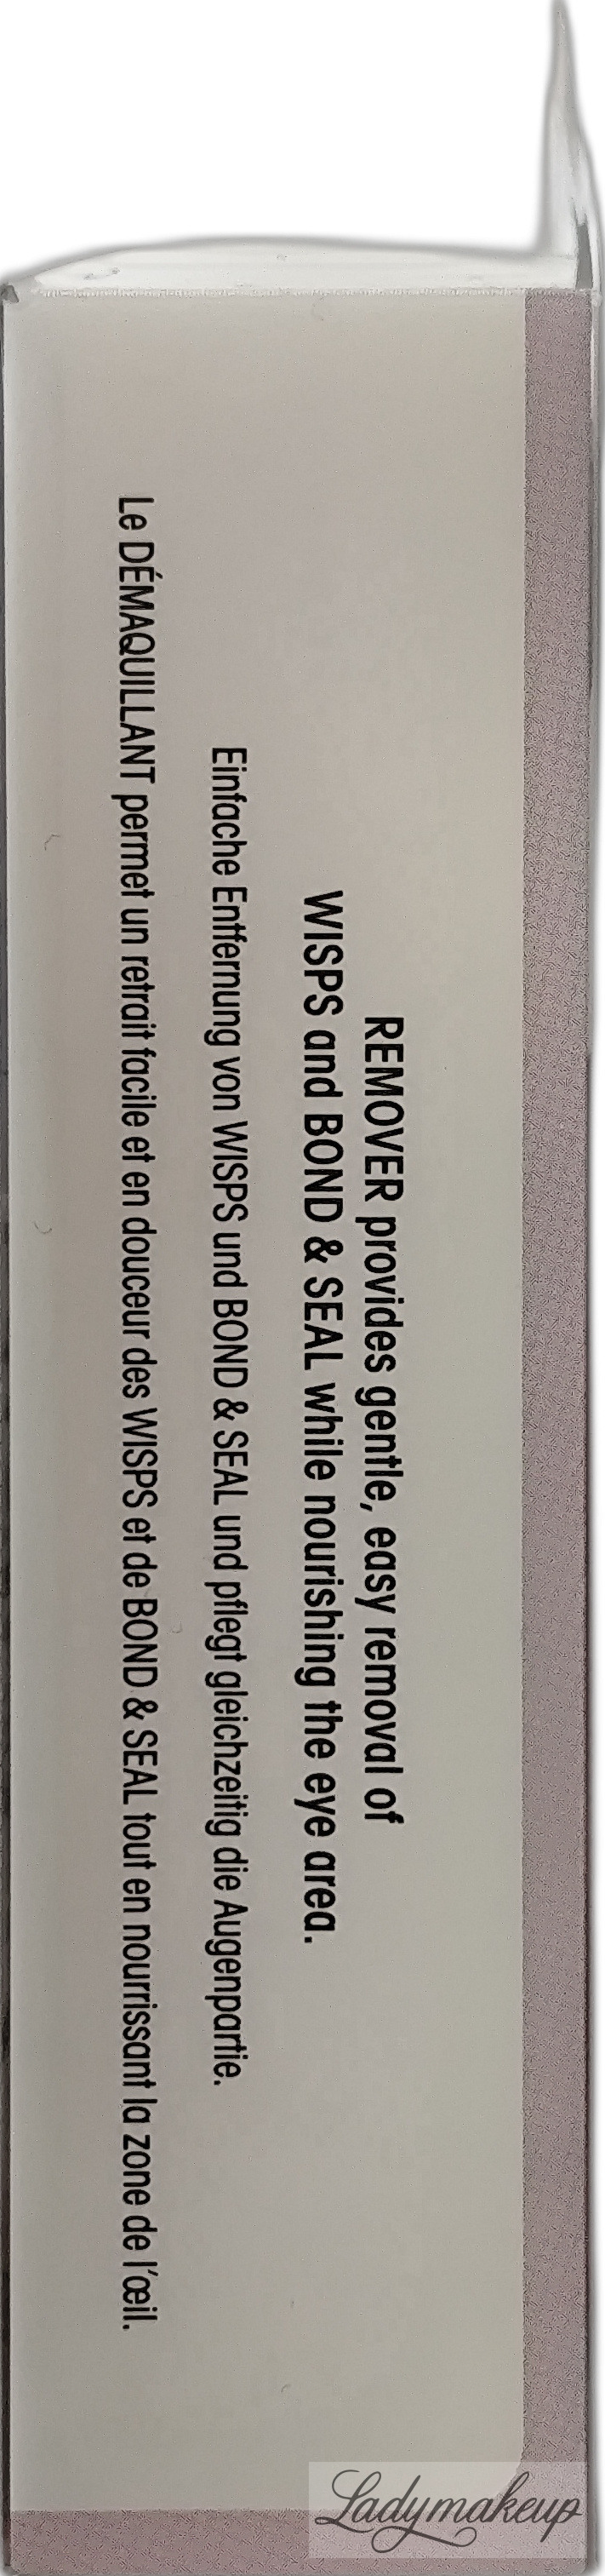 REMOVER provides gentle, easy removal of
WISPS and BOND & SEAL while nourishing the eye area.
Einfache Entfernung von WISPS und BOND & SEAL und pflegt gleichzeitig die Augenpartie.
Le DÉMAQUILLANT permet un retrait facile et en douceur des WISPS et de BOND & SEAL tout en nourrissant la zone de l'œil.
Ladymakeup